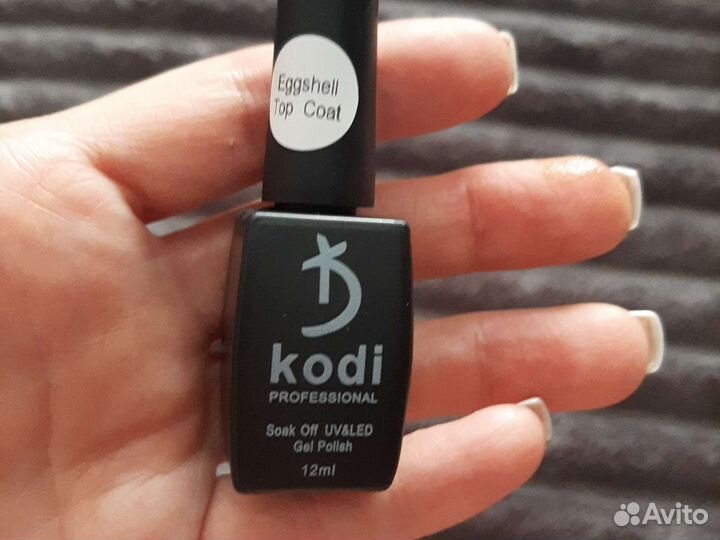 Eggshell
Top Coat
kodi
PROFESSIONAL
Soak Off UV&LED
Gel Polish
12ml
Avito